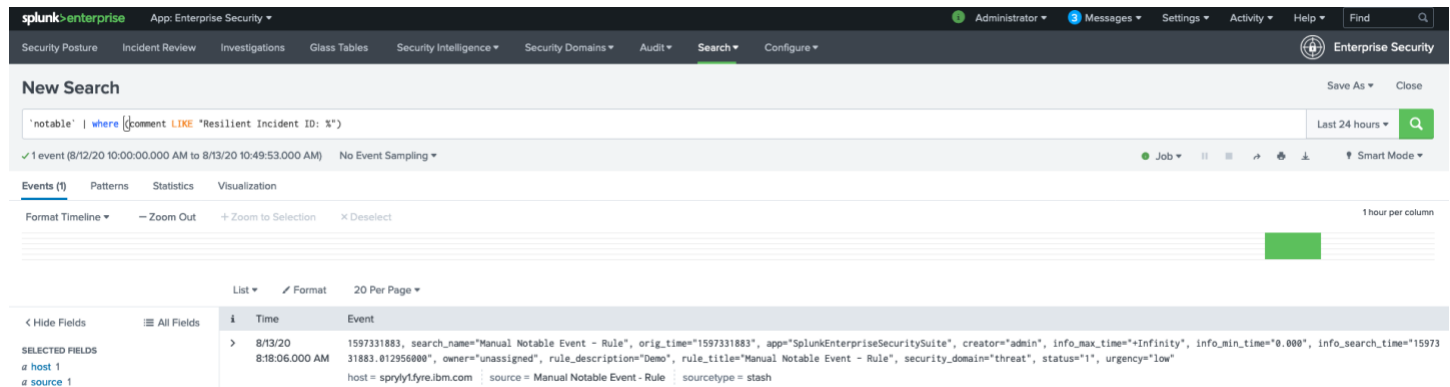 splunk>enterprise App: Enterprise Security ▾ i Administrator ▾ 3 Messages ▾ Settings ▾ Activity ▾ Help ▾ Find
Security Posture Incident Review Investigations Glass Tables Security Intelligence ▾ Security Domains ▾ Audit ▾ Search ▾ Configure ▾ Enterprise Security
New Search Save As ▾ Close
`notable` | where (comment LIKE "Resilient Incident ID: %") Last 24 hours ▾
✓ 1 event (8/12/20 10:00:00.000 AM to 8/13/20 10:49:53.000 AM) No Event Sampling ▾ Job ▾ Smart Mode ▾
Events (1) Patterns Statistics Visualization
Format Timeline ▾ — Zoom Out + Zoom to Selection × Deselect 1 hour per column
List ▾ Format 20 Per Page ▾
< Hide Fields All Fields i Time Event
SELECTED FIELDS
a host 1
a source 1
> 8/13/20
8:18:06.000 AM
1597331883, search_name="Manual Notable Event - Rule", orig_time="1597331883", app="SplunkEnterpriseSecuritySuite", creator="admin", info_max_time="+Infinity", info_min_time="0.000", info_search_time="15973
31883.012956000", owner="unassigned", rule_description="Demo", rule_title="Manual Notable Event - Rule", security_domain="threat", status="1", urgency="low"
host = spryly1.fyre.ibm.com source = Manual Notable Event - Rule sourcetype = stash